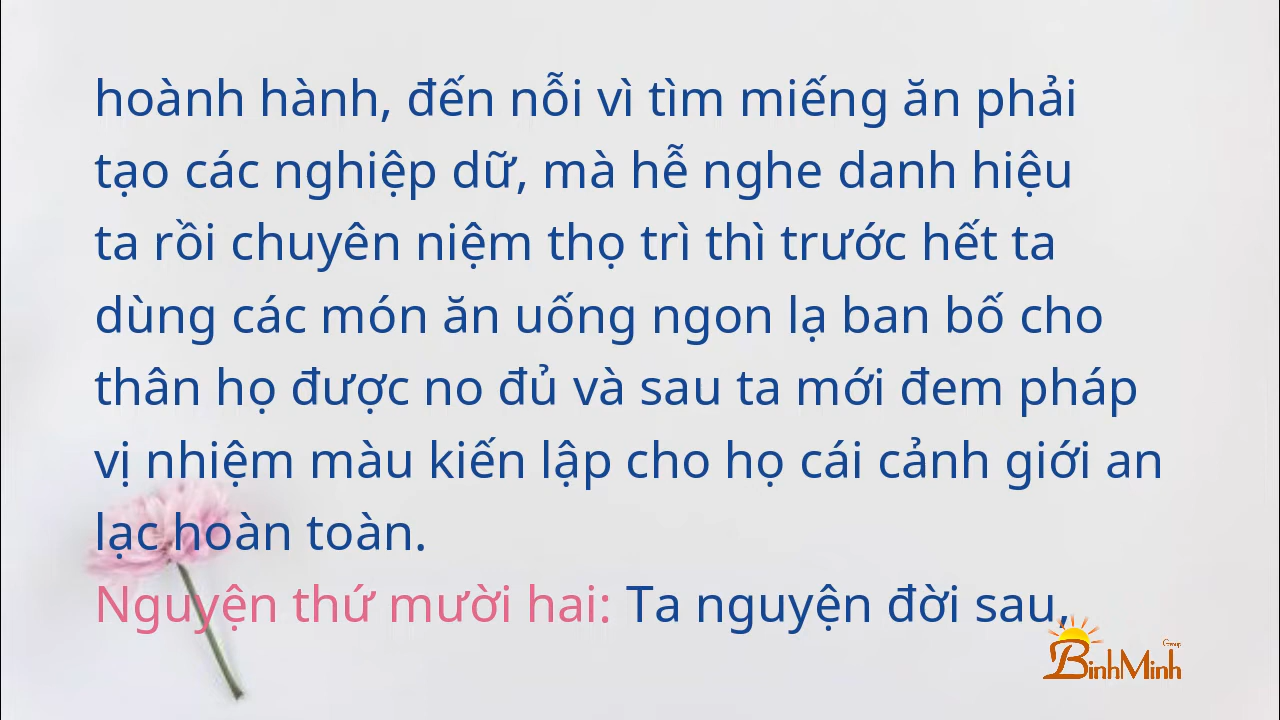 hoành hành, đến nỗi vì tìm miếng ăn phải
tạo các nghiệp dữ, mà hễ nghe danh hiệu
ta rồi chuyên niệm thọ trì thì trước hết ta
dùng các món ăn uống ngon lạ ban bố cho
thân họ được no đủ và sau ta mới đem pháp
vị nhiệm màu kiến lập cho họ cái cảnh giới an
lạc hoàn toàn.
Nguyện thứ mười hai: Ta nguyện đời sau,
Group
BinhMinh